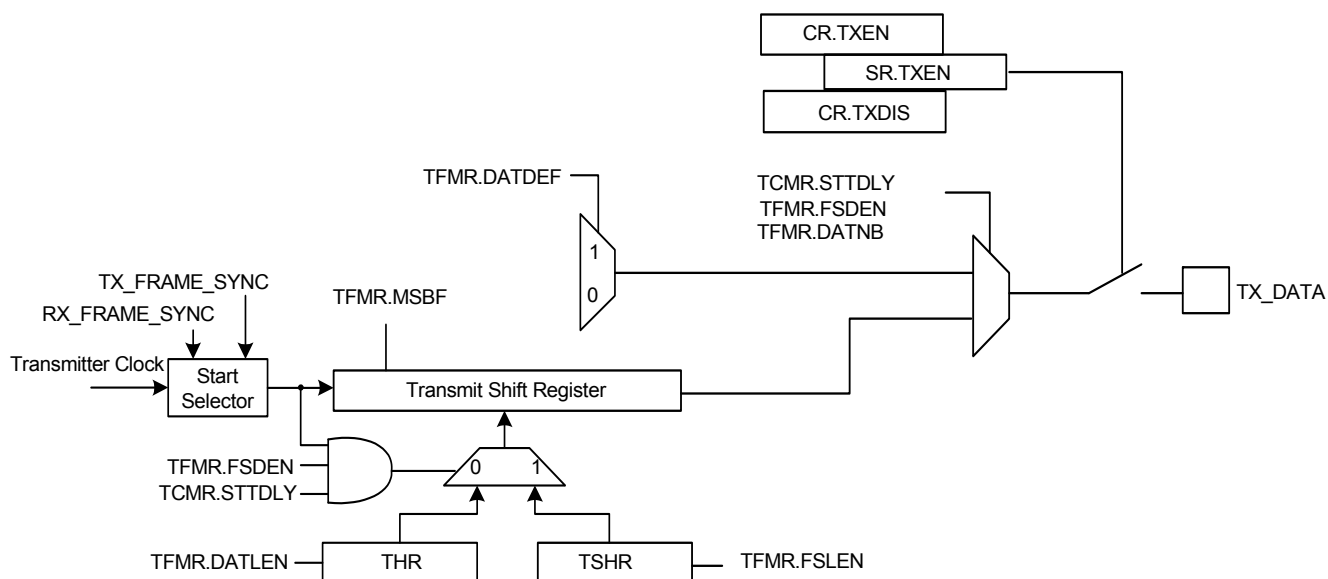 CR.TXEN
SR.TXEN
CR.TXDIS
TFMR.DATDEF
TCMR.STTDLY
TFMR.FSDEN
TFMR.DATNB
1
0
TX_FRAME_SYNC
RX_FRAME_SYNC
TFMR.MSBF
TX_DATA
Transmitter Clock
Start
Selector
Transmit Shift Register
TFMR.FSDEN
TCMR.STTDLY
0 1
TFMR.DATLEN
THR
TSHR
TFMR.FSLEN